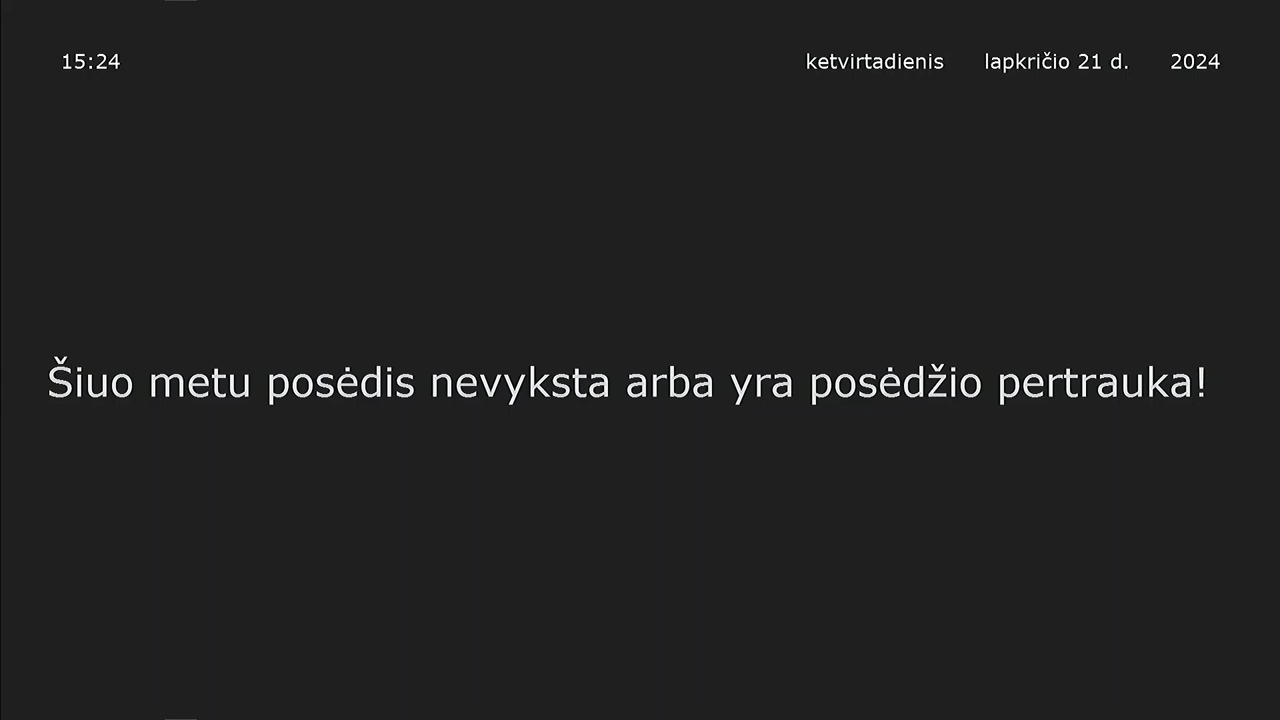 15:24 ketvirtadienis lapkričio 21 d. 2024
Šiuo metu posėdis nevyksta arba yra posėdžio pertrauka!